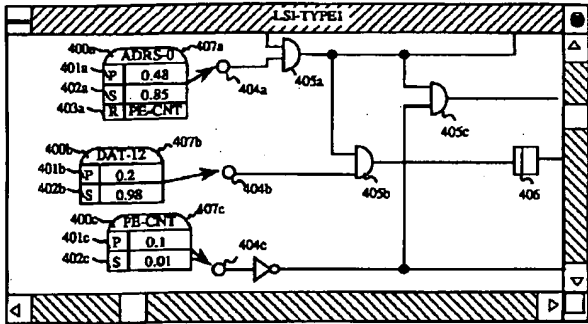 LSI-TYPE1
400a ADRS-0 407a
401a P 0.48
402a S 0.85
403a R PE-CNT
404a
405a
405c
400b DAT-12 407b
401b P 0.2
402b S 0.98
404b
405b
406
400c PE-CNT 407c
401c P 0.1
402c S 0.01
404c